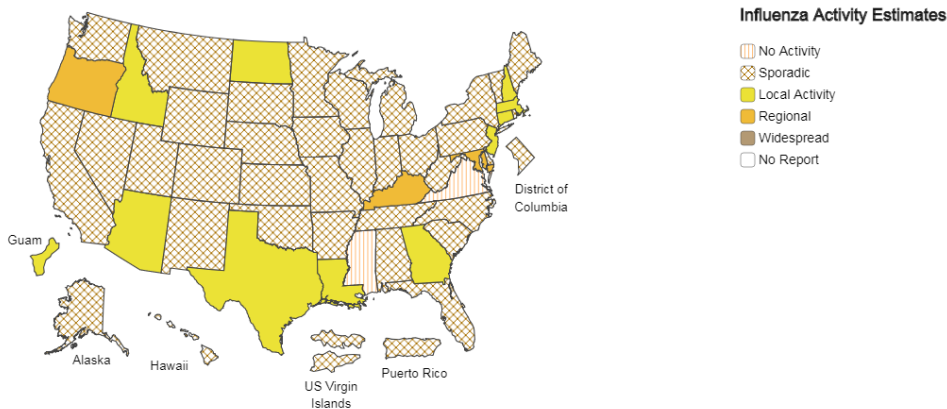 Influenza Activity Estimates
No Activity
Sporadic
Local Activity
Regional
Widespread
No Report
District of
Columbia
Guam
Alaska
Hawaii
US Virgin
Islands
Puerto Rico